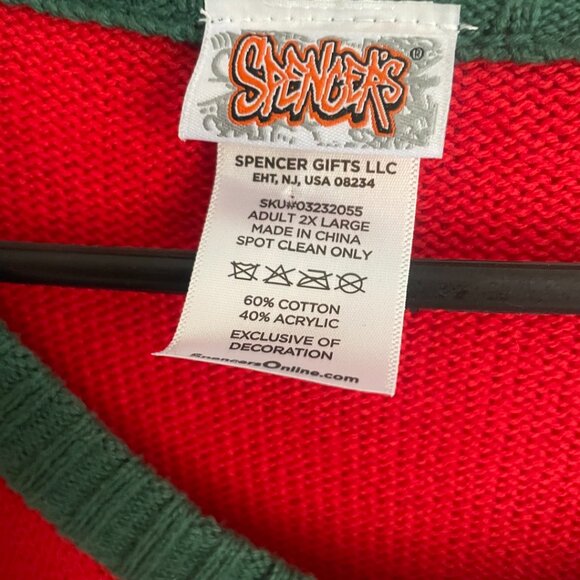 SPENCER'S ®
SPENCER GIFTS LLC
EHT, NJ, USA 08234
SKU#03232055
ADULT 2X LARGE
MADE IN CHINA
SPOT CLEAN ONLY
60% COTTON
40% ACRYLIC
EXCLUSIVE OF
DECORATION
SpencersOnline.com